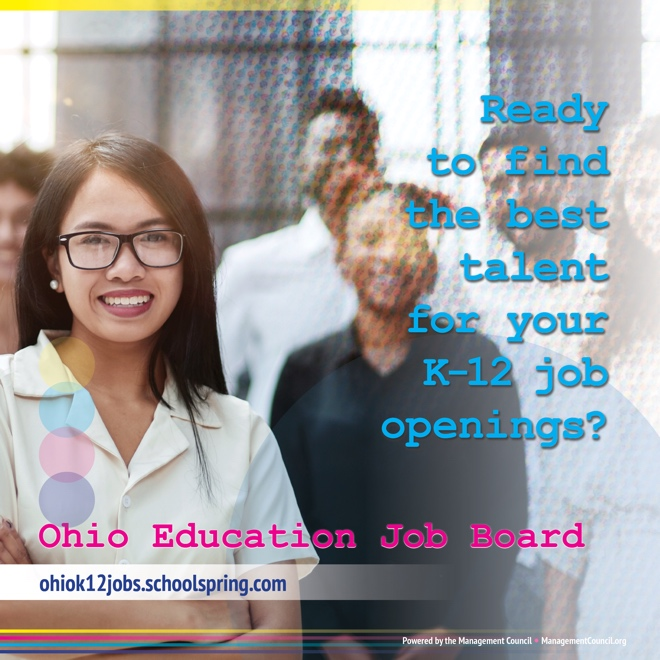 Ready
to find
the best
talent
for your
K-12 job
openings?
Ohio Education Job Board
ohiok12jobs.schoolspring.com
Powered by the Management Council • ManagementCouncil.org